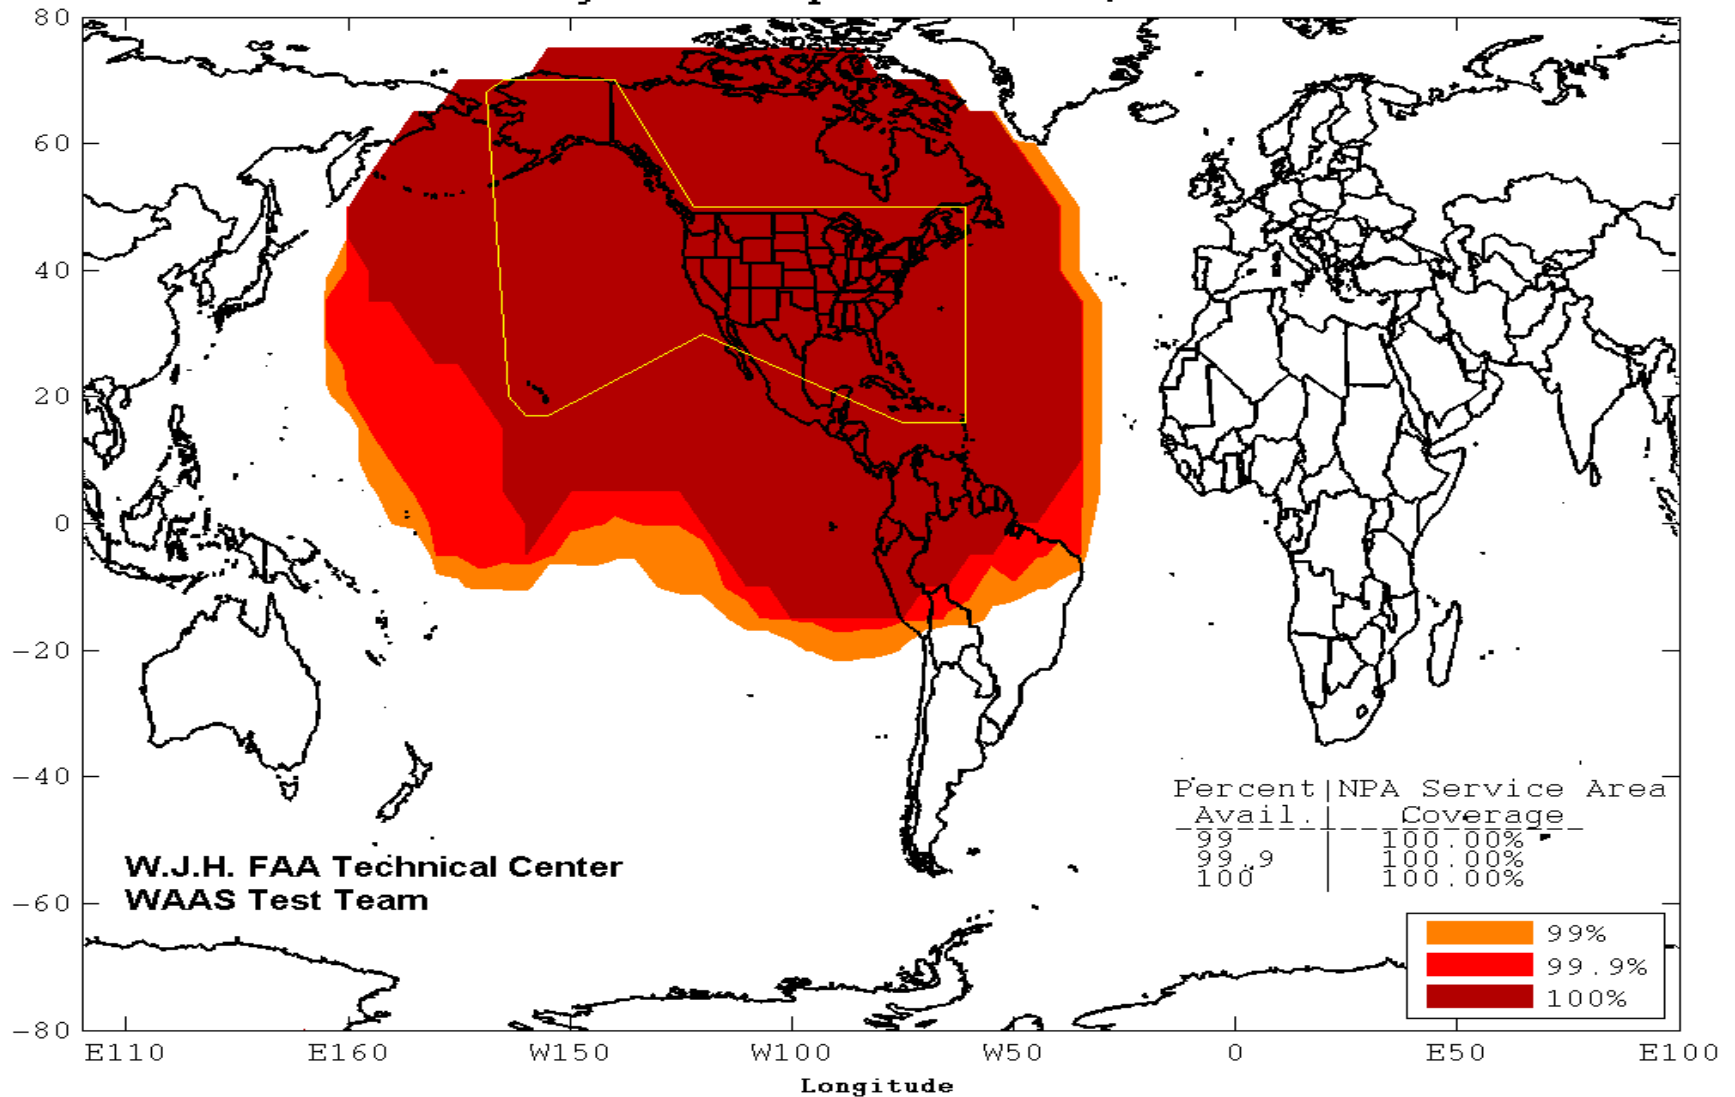 80
60
40
20
0
-20
-40
-60
-80
Percent|NPA Service Area
Avail.| Coverage
99 | 100.00%
99.9 | 100.00%
100 | 100.00%
W.J.H. FAA Technical Center
WAAS Test Team
99%
99.9%
100%
E110 E160 W150 W100 W50 0 E50 E100
Longitude